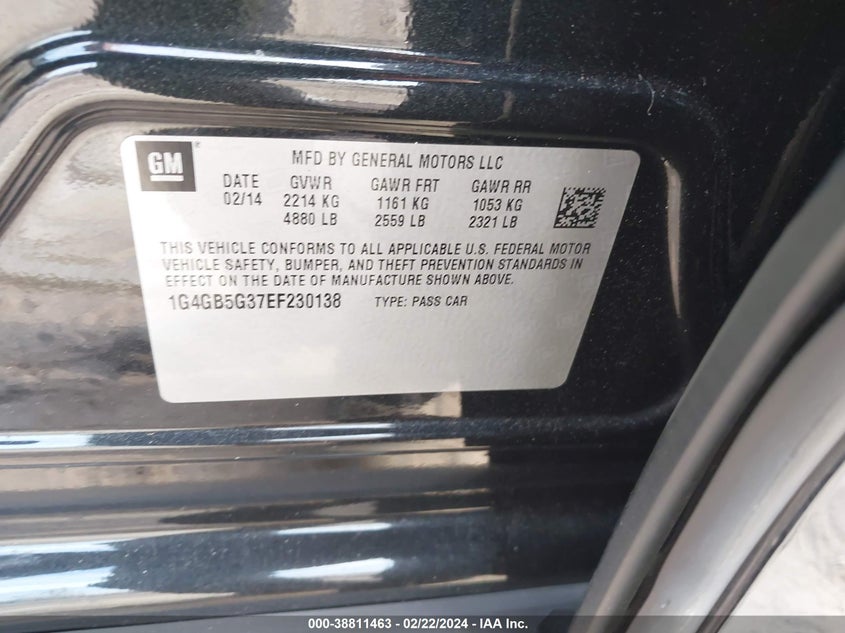 GM
MFD BY GENERAL MOTORS LLC
DATE GVWR GAWR FRT GAWR RR
02/14 2214 KG 1161 KG 1053 KG
4880 LB 2559 LB 2321 LB
THIS VEHICLE CONFORMS TO ALL APPLICABLE U.S. FEDERAL MOTOR
VEHICLE SAFETY, BUMPER, AND THEFT PREVENTION STANDARDS IN
EFFECT ON THE DATE OF MANUFACTURE SHOWN ABOVE.
1G4GB5G37EF230138 TYPE: PASS CAR
000-38811463 - 02/22/2024 - IAA Inc.